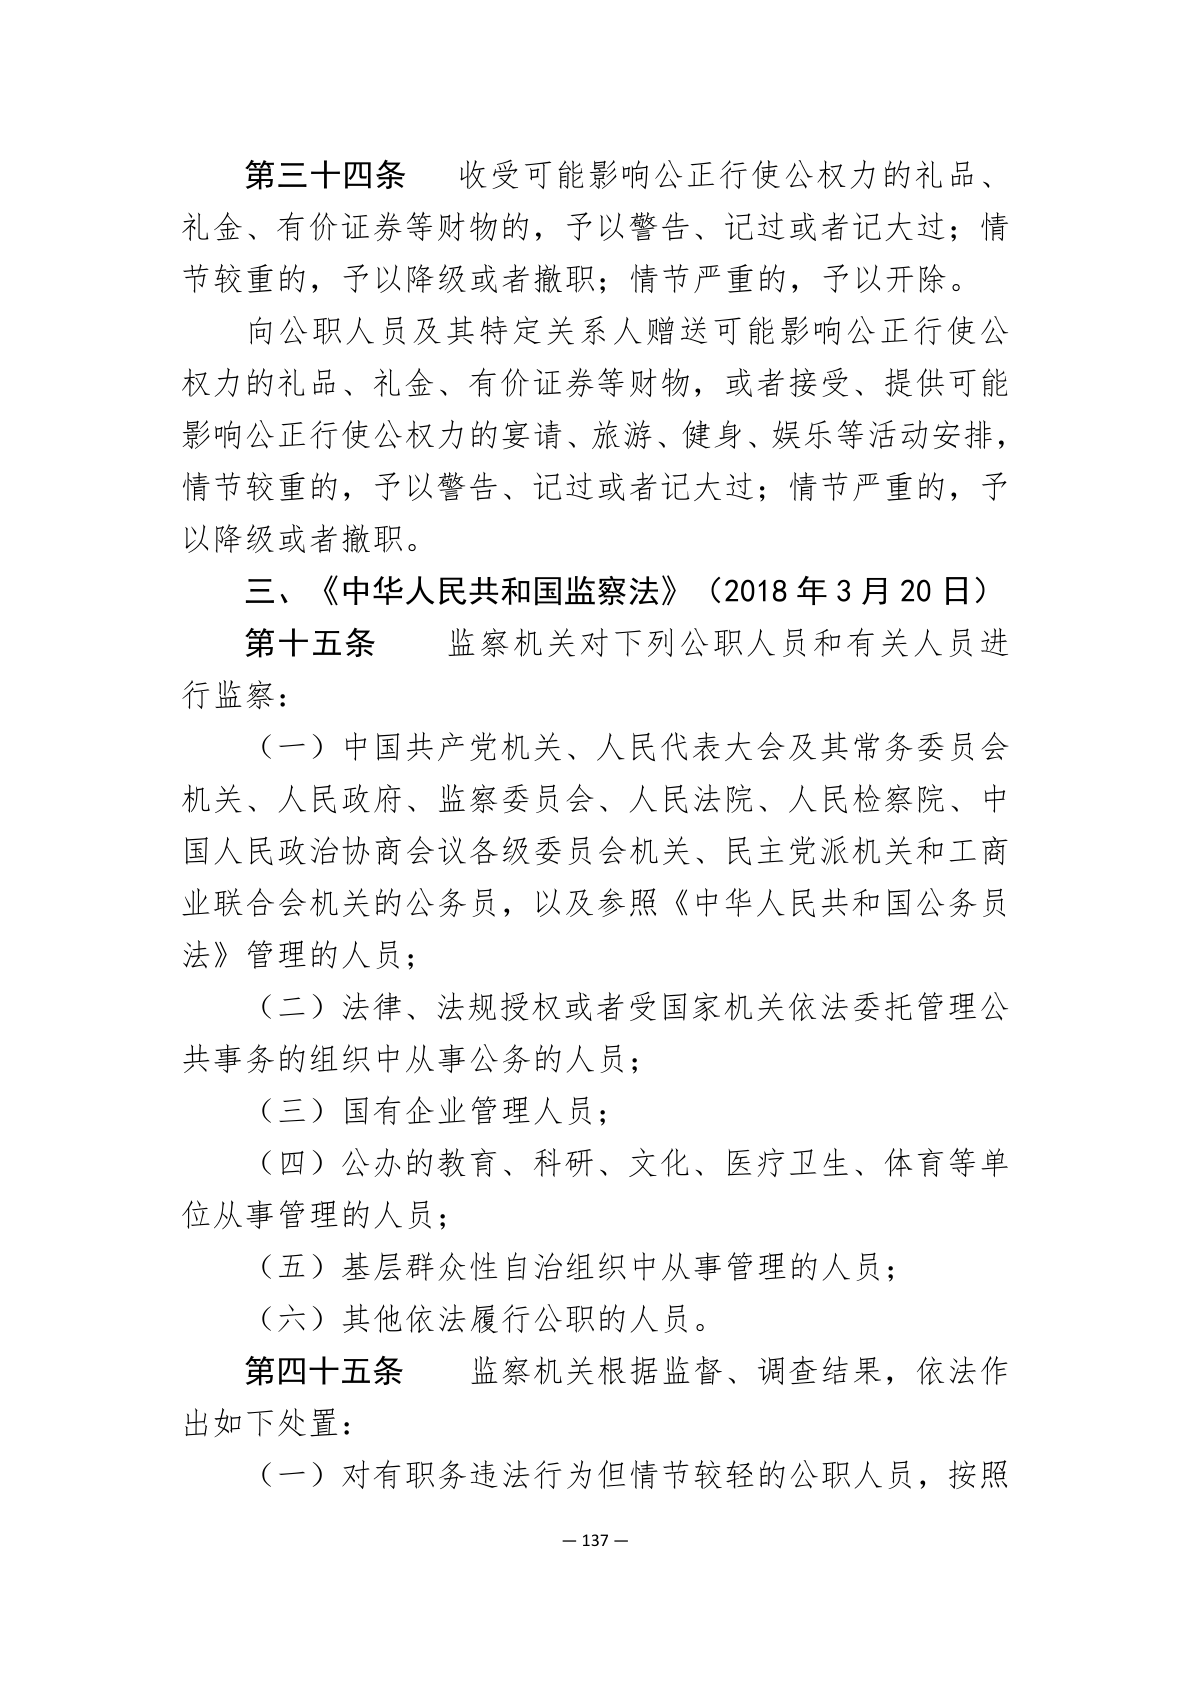 第三十四条 收受可能影响公正行使公权力的礼品、
礼金、有价证券等财物的，予以警告、记过或者记大过；情
节较重的，予以降级或者撤职；情节严重的，予以开除。
向公职人员及其特定关系人赠送可能影响公正行使公
权力的礼品、礼金、有价证券等财物，或者接受、提供可能
影响公正行使公权力的宴请、旅游、健身、娱乐等活动安排，
情节较重的，予以警告、记过或者记大过；情节严重的，予
以降级或者撤职。
三、《中华人民共和国监察法》（2018 年 3 月 20 日）
第十五条 监察机关对下列公职人员和有关人员进
行监察：
（一）中国共产党机关、人民代表大会及其常务委员会
机关、人民政府、监察委员会、人民法院、人民检察院、中
国人民政治协商会议各级委员会机关、民主党派机关和工商
业联合会机关的公务员，以及参照《中华人民共和国公务员
法》管理的人员；
（二）法律、法规授权或者受国家机关依法委托管理公
共事务的组织中从事公务的人员；
（三）国有企业管理人员；
（四）公办的教育、科研、文化、医疗卫生、体育等单
位从事管理的人员；
（五）基层群众性自治组织中从事管理的人员；
（六）其他依法履行公职的人员。
第四十五条 监察机关根据监督、调查结果，依法作
出如下处置：
（一）对有职务违法行为但情节较轻的公职人员，按照
— 137 —